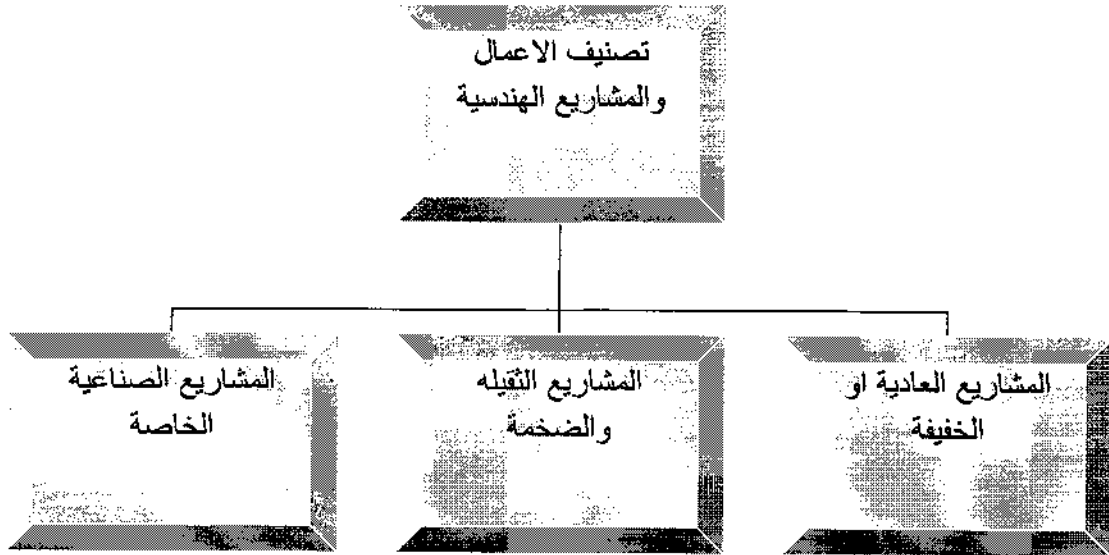 تصنيف الاعمال
والمشاريع الهندسية
المشاريع العادية او
الخفيفة
المشاريع الثقيله
والضخمة
المشاريع الصناعية
الخاصة